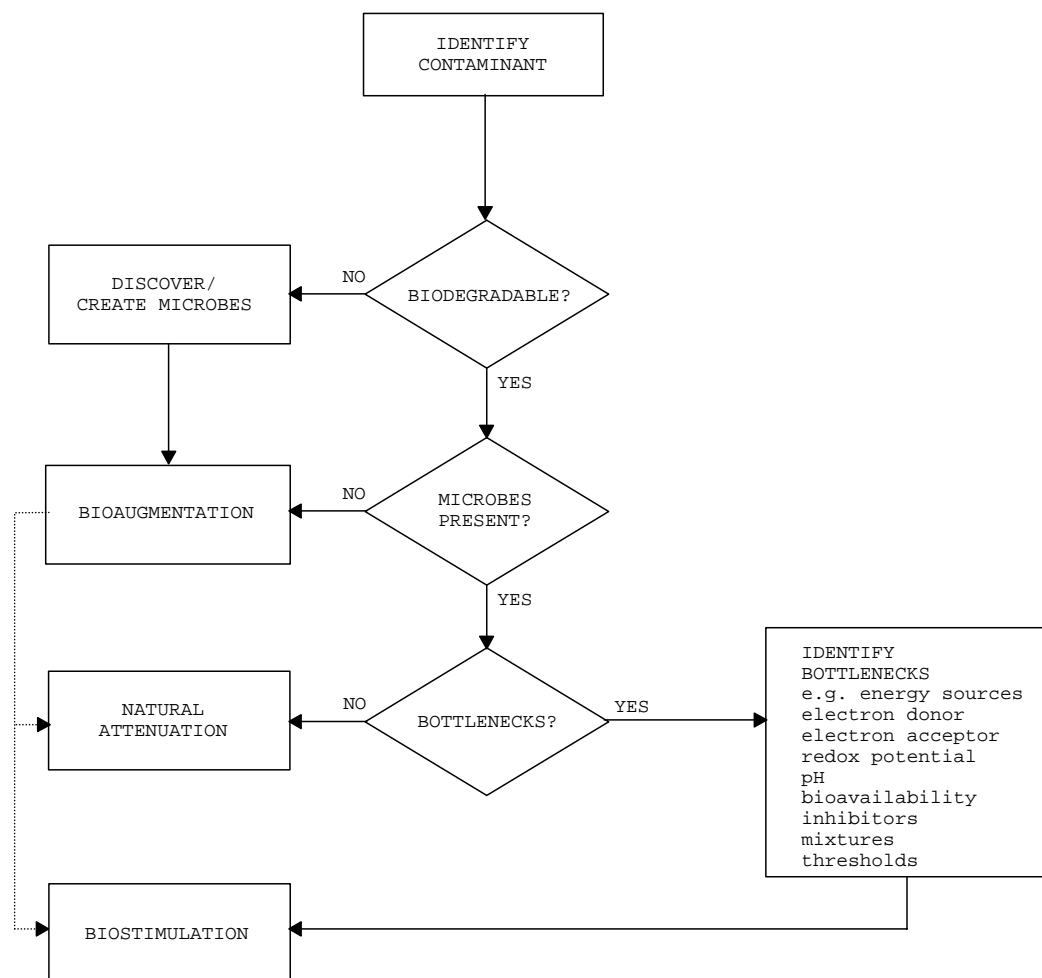 IDENTIFY
CONTAMINANT
DISCOVER/
CREATE MICROBES
NO
BIODEGRADABLE?
YES
BIOAUGMENTATION
NO
MICROBES
PRESENT?
YES
NATURAL
ATTENUATION
NO
BOTTLENECKS?
YES
IDENTIFY
BOTTLENECKS
e.g. energy sources
electron donor
electron acceptor
redox potential
pH
bioavailability
inhibitors
mixtures
thresholds
BIOSTIMULATION